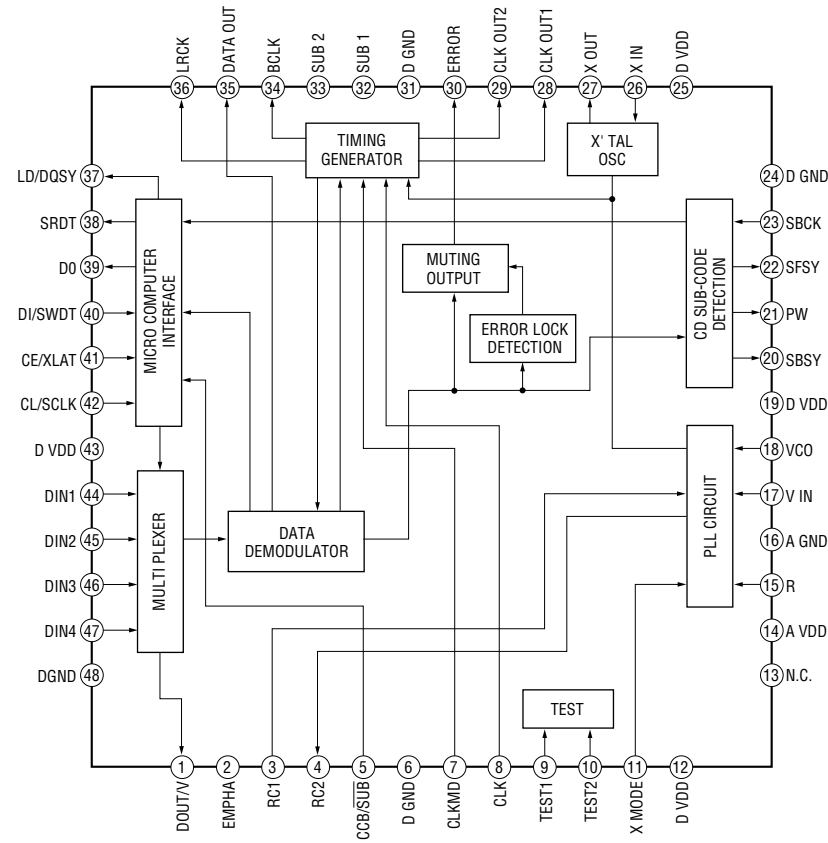 LRCK
DATA OUT
BCLK
SUB 2
SUB 1
D GND
ERROR
CLK OUT2
CLK OUT1
X OUT
X IN
D VDD
36
35
34
33
32
31
30
29
28
27
26
25
TIMING
GENERATOR
X' TAL
OSC
LD/DQSY 37
SRDT 38
D0 39
DI/SWDT 40
CE/XLAT 41
CL/SCLK 42
D VDD 43
DIN1 44
DIN2 45
DIN3 46
DIN4 47
DGND 48
MICRO COMPUTER
INTERFACE
MULTI PLEXER
DATA
DEMODULATOR
MUTING
OUTPUT
ERROR LOCK
DETECTION
CD SUB-CODE
DETECTION
PLL CIRCUIT
TEST
24 D GND
23 SBCK
22 SFSY
21 PW
20 SBSY
19 D VDD
18 VCO
17 V IN
16 A GND
15 R
14 A VDD
13 N.C.
1
2
3
4
5
6
7
8
9
10
11
12
DOUT/V
EMPHA
RC1
RC2
CCB/SUB
D GND
CLKMD
CLK
TEST1
TEST2
X MODE
D VDD